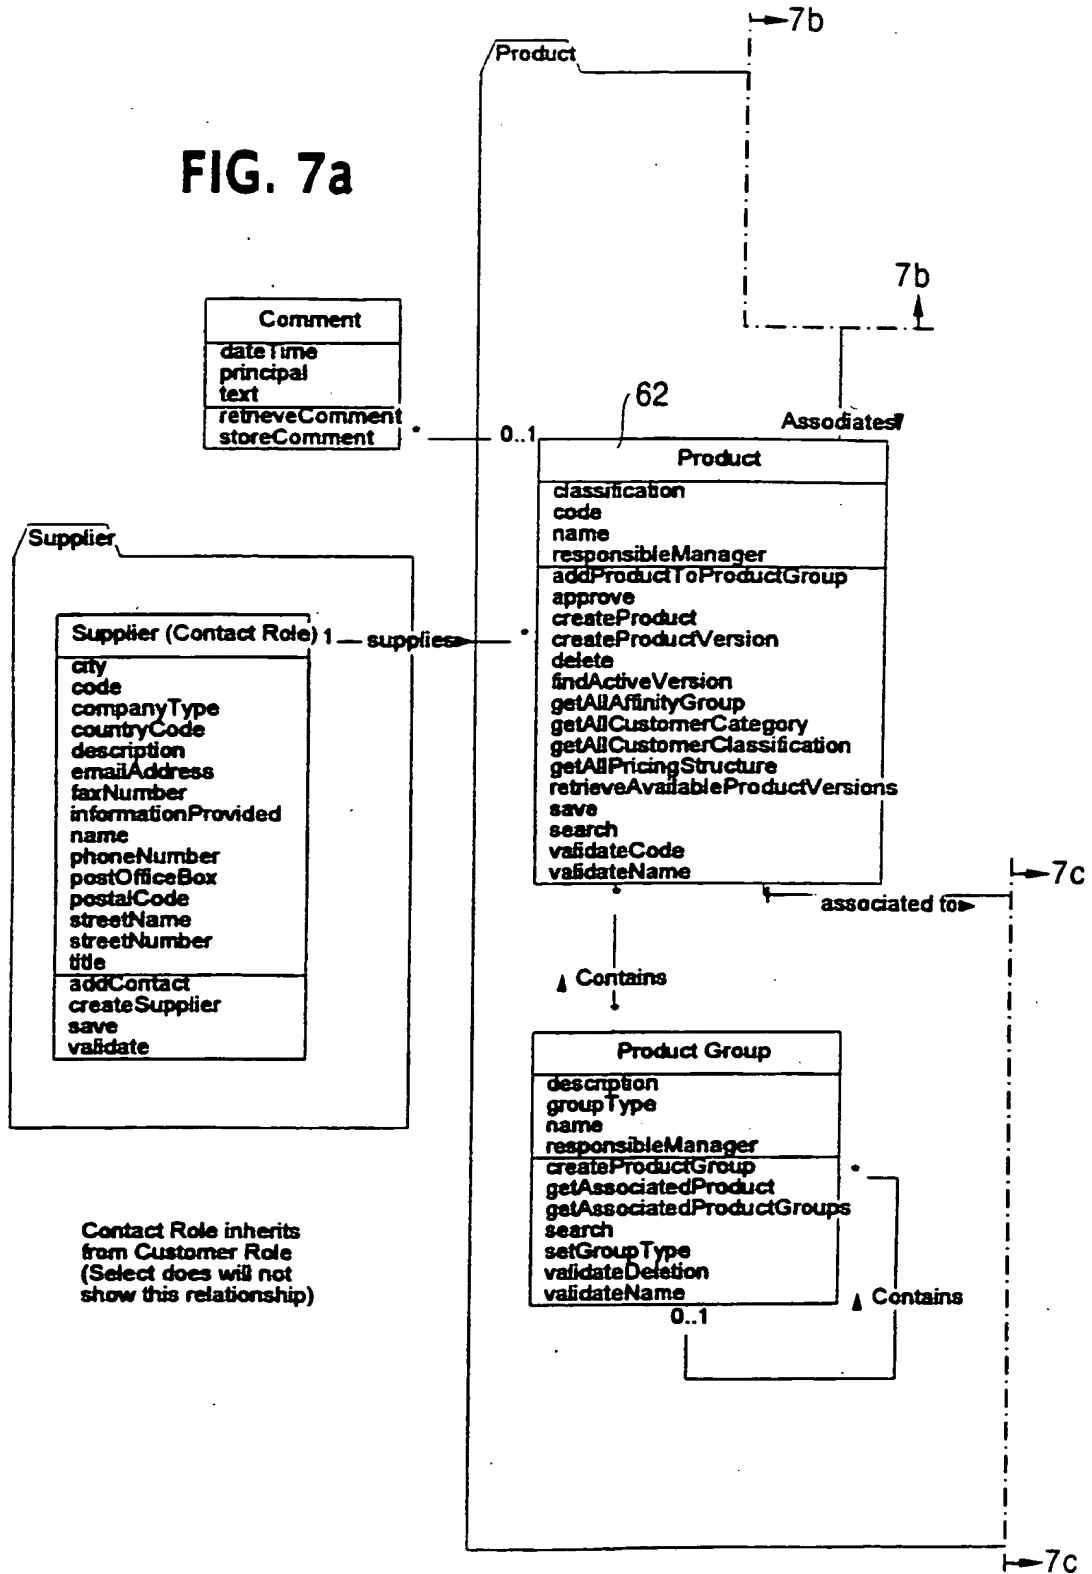 7b
Product
FIG. 7a
7b
Comment
dateTime
principal
text
retrieveComment
storeComment
*
0..1
62
Associates
Product
classification
code
name
responsibleManager
addProductToProductGroup
approve
createProduct
createProductVersion
delete
findActiveVersion
getAllAffinityGroup
getAllCustomerCategory
getAllCustomerClassification
getAllPricingStructure
retrieveAvailableProductVersions
save
search
validateCode
validateName
Supplier
Supplier (Contact Role)
1
supplies
*
city
code
companyType
countryCode
description
emailAddress
faxNumber
informationProvided
name
phoneNumber
postOfficeBox
postalCode
streetName
streetNumber
title
addContact
createSupplier
save
validate
7c
*
associated to
Contains
*
Product Group
description
groupType
name
responsibleManager
createProductGroup
getAssociatedProduct
getAssociatedProductGroups
search
setGroupType
validateDeletion
validateName
*
Contains
0..1
Contact Role inherits
from Customer Role
(Select does will not
show this relationship)
7c